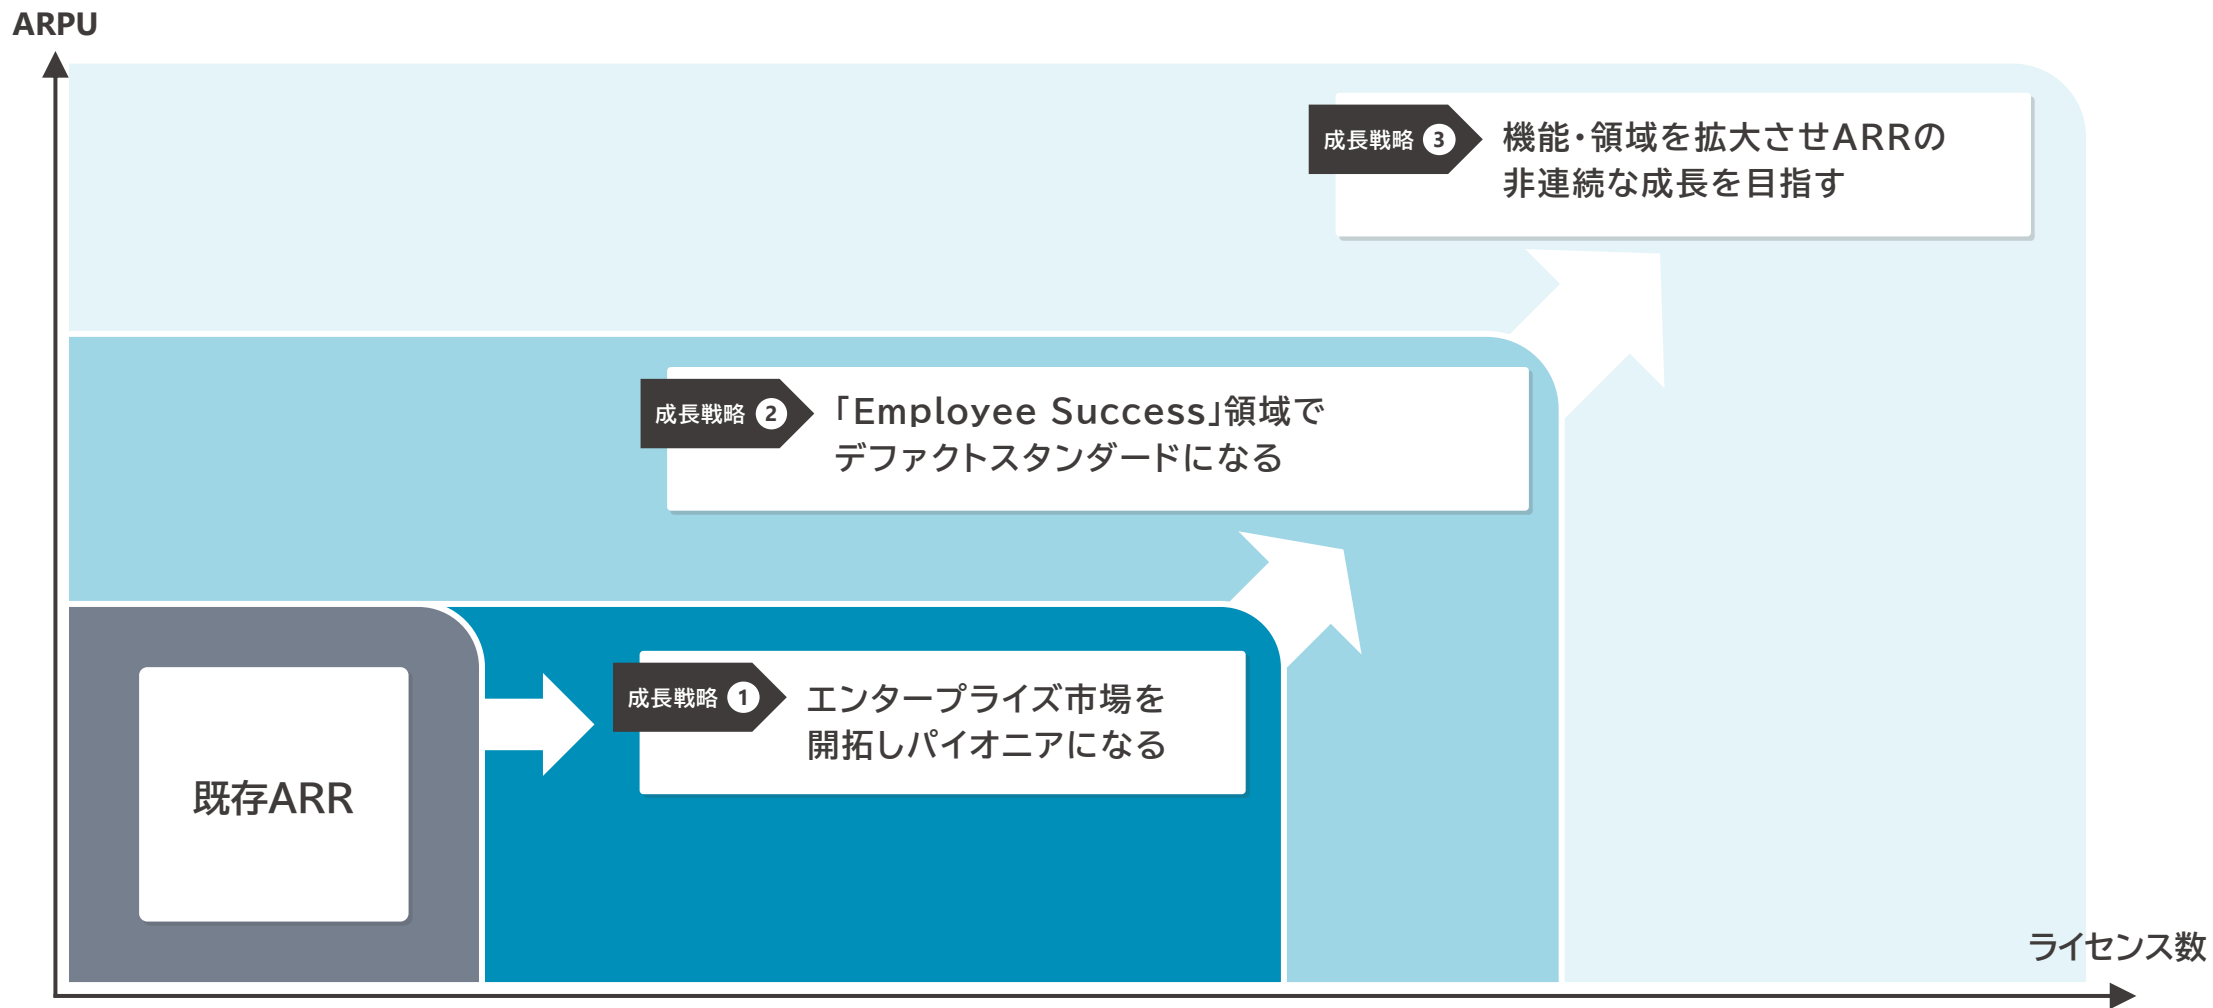 ARPU
成長戦略 3
機能・領域を拡大させARRの
非連続な成長を目指す
成長戦略 2
「Employee Success」領域で
デファクトスタンダードになる
成長戦略 1
エンタープライズ市場を
開拓しパイオニアになる
既存ARR
ライセンス数